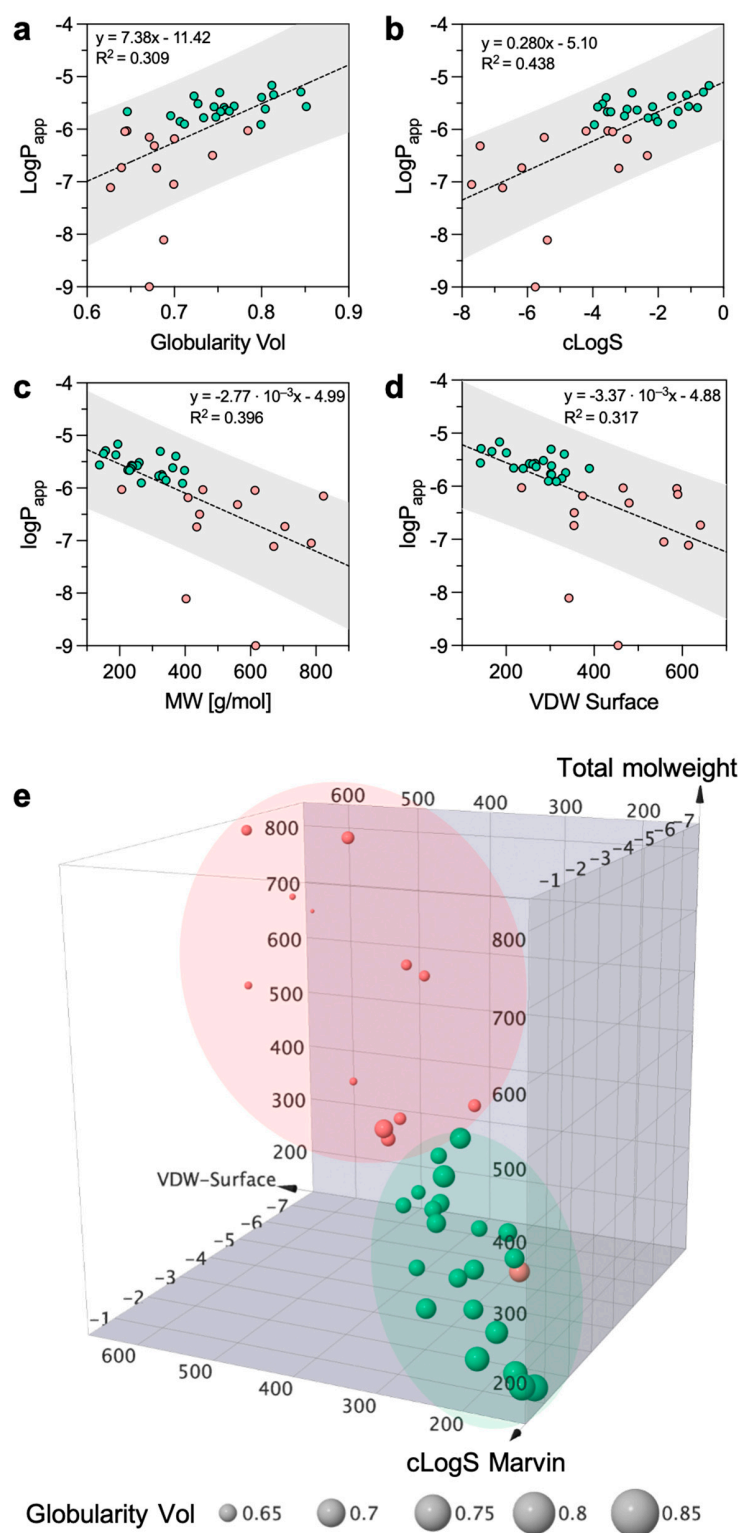 a
y = 7.38x - 11.42
R² = 0.309
LogPapp
-4
-5
-6
-7
-8
-9
0.6 0.7 0.8 0.9
Globularity Vol
b
y = 0.280x - 5.10
R² = 0.438
LogPapp
-4
-5
-6
-7
-8
-9
-8 -6 -4 -2 0
cLogS
c
y = -2.77 · 10⁻³x - 4.99
R² = 0.396
logPapp
-4
-5
-6
-7
-8
-9
200 400 600 800
MW [g/mol]
d
y = -3.37 · 10⁻³x - 4.88
R² = 0.317
logPapp
-4
-5
-6
-7
-8
-9
200 400 600
VDW Surface
e
Total molweight
600 500 400 300 200
-1 -2 -3 -4 -5 -6 -7
800
700
600
500
400
300
200
800
700
600
500
400
300
200
VDW-Surface
-7
-6
-5
-4
-3
-2
-1
600 500 400 300 200
cLogS Marvin
Globularity Vol 0.65 0.7 0.75 0.8 0.85